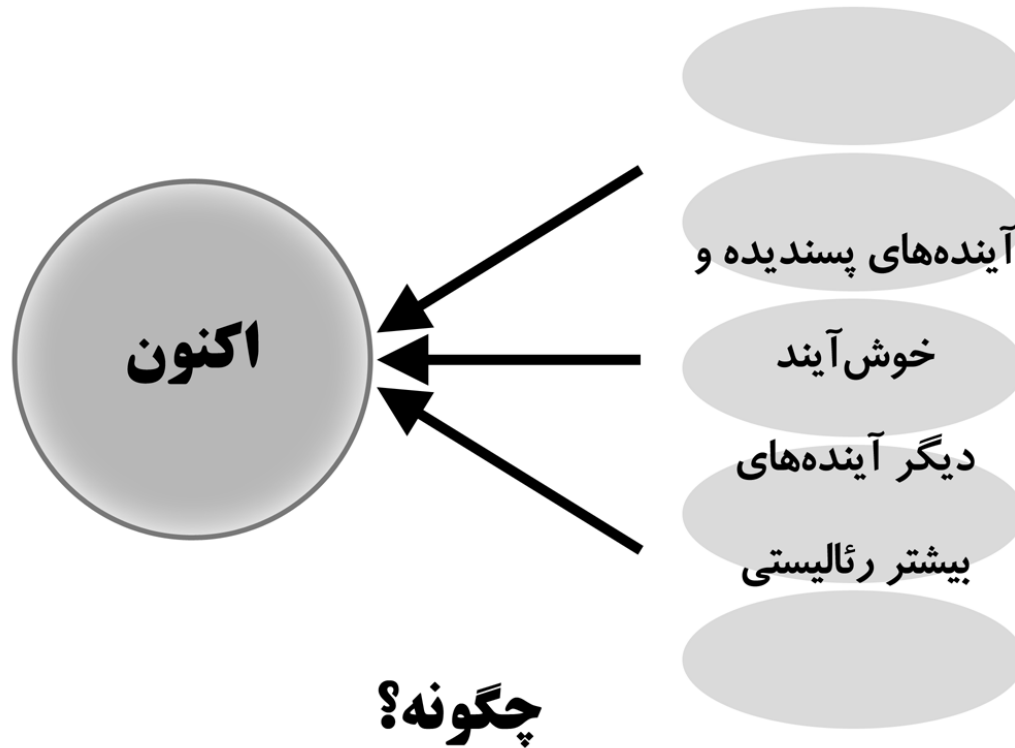 آینده‌های پسندیده و
خوش‌آیند
دیگر آینده‌های
بیشتر رئالیستی
اکنون
چگونه؟